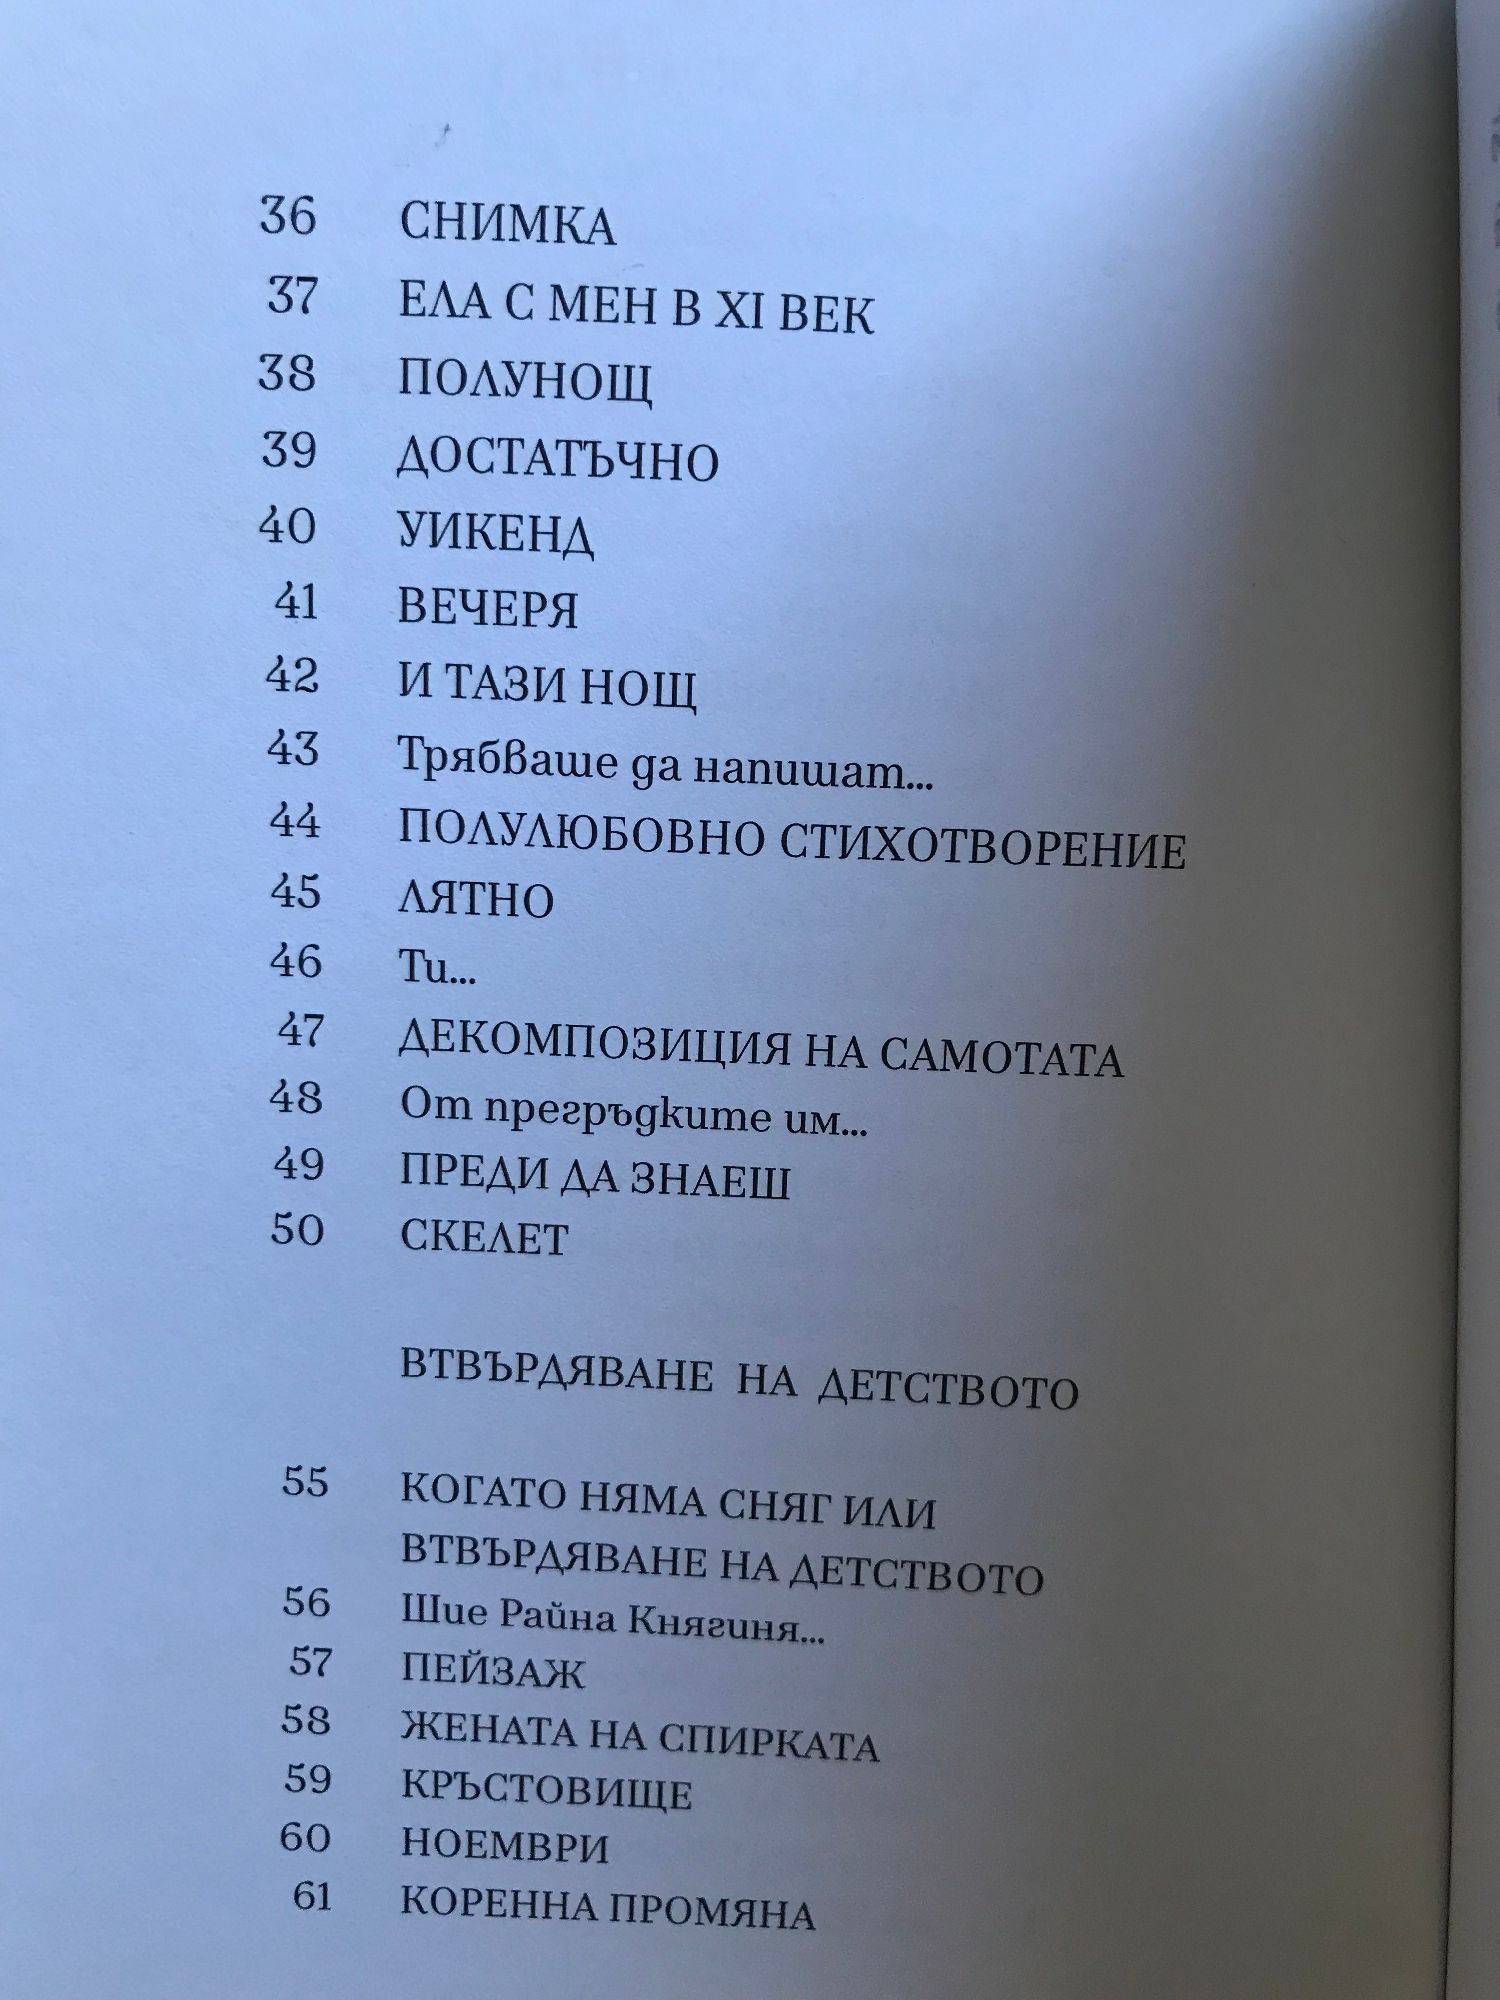 36 СНИМКА
37 ЕЛА С МЕН В XI ВЕК
38 ПОЛУНОЩ
39 ДОСТАТЪЧНО
40 УИКЕНД
41 ВЕЧЕРЯ
42 И ТАЗИ НОЩ
43 Трябваше да напишат...
44 ПОЛУЛЮБОВНО СТИХОТВОРЕНИЕ
45 ЛЯТНО
46 Ти...
47 ДЕКОМПОЗИЦИЯ НА САМОТАТА
48 От прегръдките им...
49 ПРЕДИ ДА ЗНАЕШ
50 СКЕЛЕТ
ВТВЪРДЯВАНЕ НА ДЕТСТВОТО
55 КОГАТО НЯМА СНЯГ ИЛИ
ВТВЪРДЯВАНЕ НА ДЕТСТВОТО
56 Шие Райна Княгиня...
57 ПЕЙЗАЖ
58 ЖЕНАТА НА СПИРКАТА
59 КРЪСТОВИЩЕ
60 НОЕМВРИ
61 КОРЕННА ПРОМЯНА